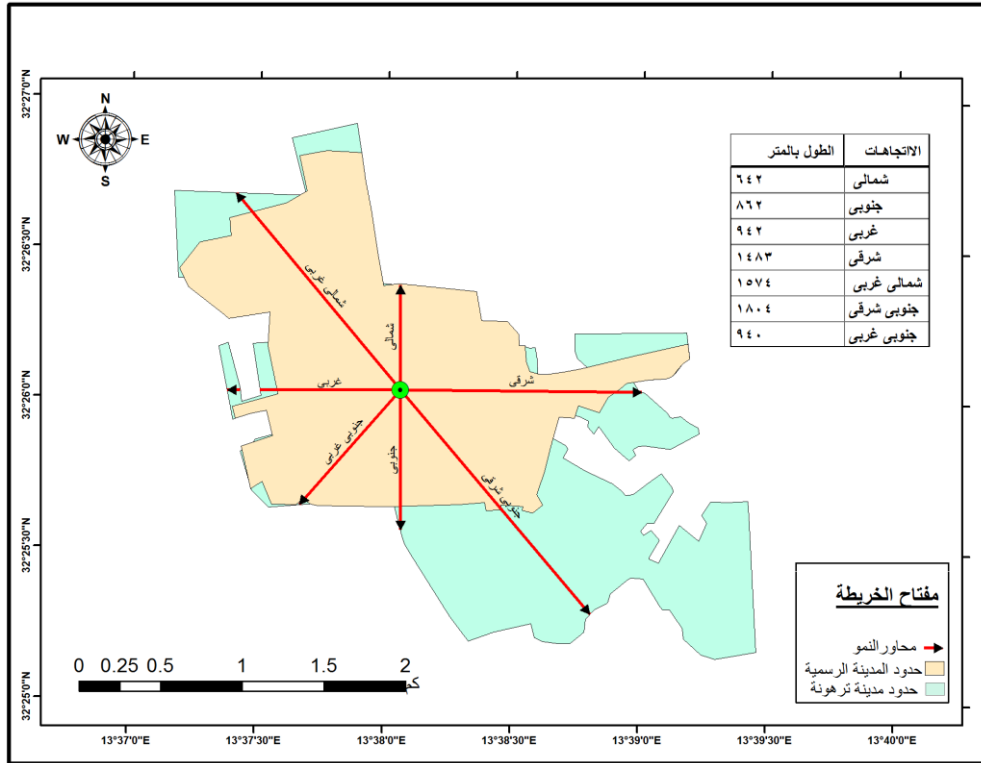 N
W E
S
32°27'0"N
32°26'30"N
32°26'0"N
32°25'30"N
32°25'0"N
الااتجاهات الطول بالمتر
شمالى ٦٤٢
جنوبى ٨٦٢
غربى ٩٤٢
شرقى ١٤٨٣
شمالى غربى ١٥٧٤
جنوبى شرقى ١٨٠٤
جنوبى غربى ٩٤٠
شمالى غربى
شمالى
غربى
شرقى
جنوبى غربى
جنوبى
جنوبى شرقى
مفتاح الخريطة
محاور النمو
حدود المدينة الرسمية
حدود مدينة ترهونة
0 0.25 0.5 1 1.5 2
كم
13°37'0"E 13°37'30"E 13°38'0"E 13°38'30"E 13°39'0"E 13°39'30"E 13°40'0"E